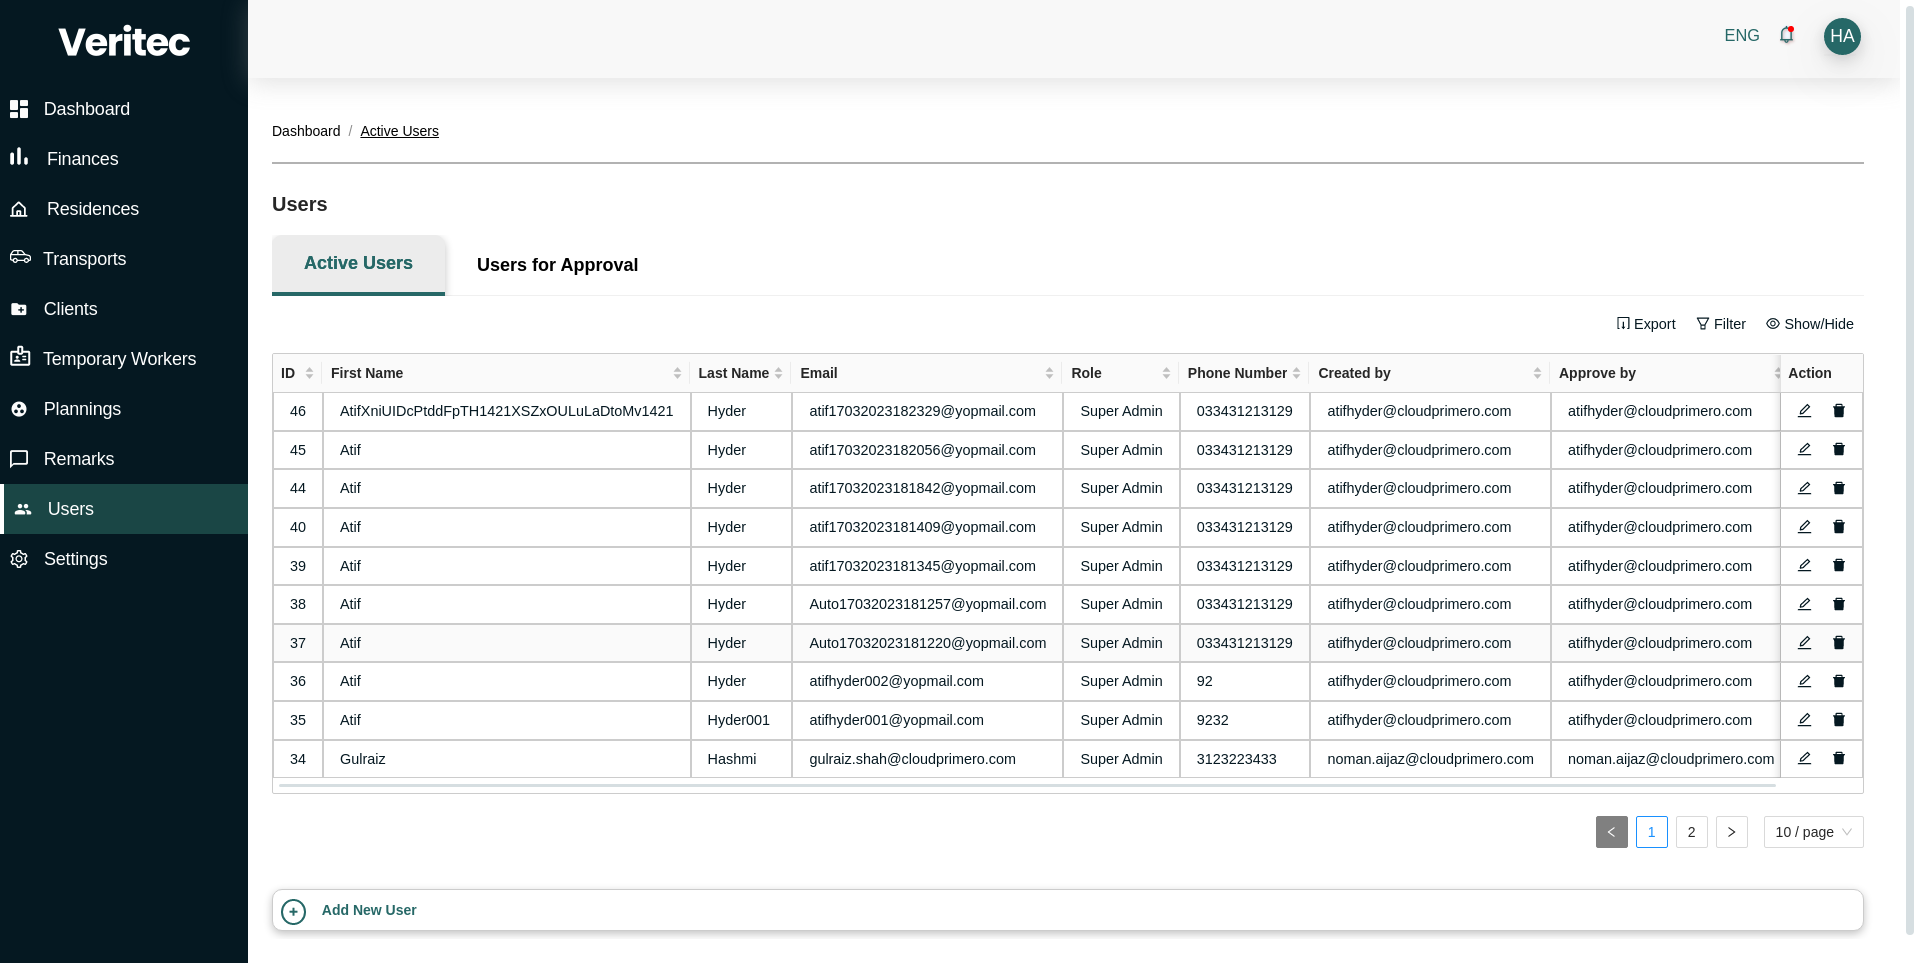 Veritec
ENG HA
Dashboard
Finances
Residences
Transports
Clients
Temporary Workers
Plannings
Remarks
Users
Settings
Dashboard / Active Users
Users
Active Users Users for Approval
Export Filter Show/Hide
ID First Name Last Name Email Role Phone Number Created by Approve by Action
46 AtifXniUIDcPtddFpTH1421XSZxOULuLaDtoMv1421 Hyder atif17032023182329@yopmail.com Super Admin 033431213129 atifhyder@cloudprimero.com atifhyder@cloudprimero.com
45 Atif Hyder atif17032023182056@yopmail.com Super Admin 033431213129 atifhyder@cloudprimero.com atifhyder@cloudprimero.com
44 Atif Hyder atif17032023181842@yopmail.com Super Admin 033431213129 atifhyder@cloudprimero.com atifhyder@cloudprimero.com
40 Atif Hyder atif17032023181409@yopmail.com Super Admin 033431213129 atifhyder@cloudprimero.com atifhyder@cloudprimero.com
39 Atif Hyder atif17032023181345@yopmail.com Super Admin 033431213129 atifhyder@cloudprimero.com atifhyder@cloudprimero.com
38 Atif Hyder Auto17032023181257@yopmail.com Super Admin 033431213129 atifhyder@cloudprimero.com atifhyder@cloudprimero.com
37 Atif Hyder Auto17032023181220@yopmail.com Super Admin 033431213129 atifhyder@cloudprimero.com atifhyder@cloudprimero.com
36 Atif Hyder atifhyder002@yopmail.com Super Admin 92 atifhyder@cloudprimero.com atifhyder@cloudprimero.com
35 Atif Hyder001 atifhyder001@yopmail.com Super Admin 9232 atifhyder@cloudprimero.com atifhyder@cloudprimero.com
34 Gulraiz Hashmi gulraiz.shah@cloudprimero.com Super Admin 3123223433 noman.aijaz@cloudprimero.com noman.aijaz@cloudprimero.com
< 1 2 > 10 / page
Add New User